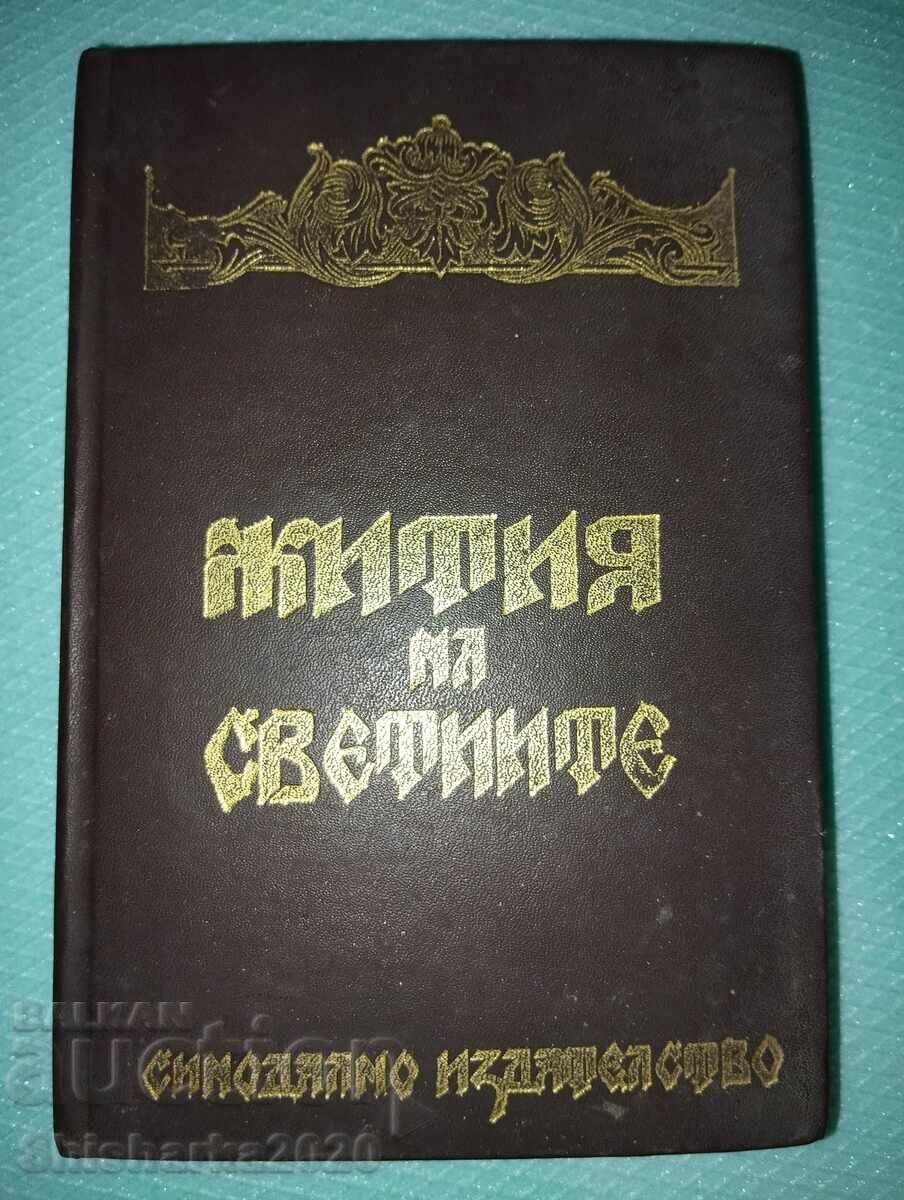 ЖИТИЯ
НА
СВЕТИИТЕ
СИНОДАЛНО ИЗДАТЕЛСТВО
BALKAN
auction
Shisharka2020